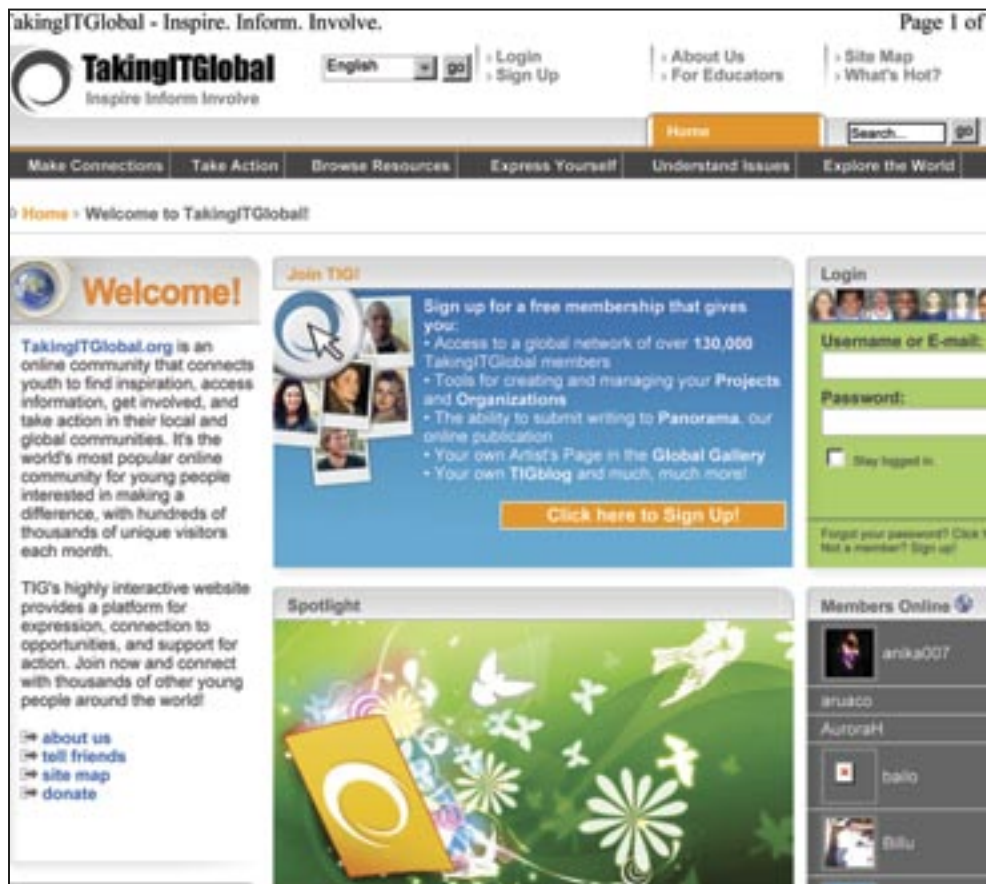 TakingITGlobal - Inspire. Inform. Involve.
Page 1 of
TakingITGlobal
Inspire Inform Involve
English
go
› Login
› Sign Up
› About Us
› For Educators
› Site Map
› What's Hot?
Home
Search...
go
Make Connections
Take Action
Browse Resources
Express Yourself
Understand Issues
Explore the World
Home › Welcome to TakingITGlobal!
Welcome!
TakingITGlobal.org is an
online community that connects
youth to find inspiration, access
information, get involved, and
take action in their local and
global communities. It's the
world's most popular online
community for young people
interested in making a
difference, with hundreds of
thousands of unique visitors
each month.
TIG's highly interactive website
provides a platform for
expression, connection to
opportunities, and support for
action. Join now and connect
with thousands of other young
people around the world!
about us
tell friends
site map
donate
Join TIG!
Sign up for a free membership that gives
you:
• Access to a global network of over 130,000
TakingITGlobal members
• Tools for creating and managing your Projects
and Organizations
• The ability to submit writing to Panorama, our
online publication
• Your own Artist's Page in the Global Gallery
• Your own TIGblog and much, much more!
Click here to Sign Up!
Spotlight
Login
Username or E-mail:
Password:
Stay logged in.
Forgot your password? Click
Not a member? Sign up!
Members Online
anika007
aruaco
AuroraH
bailo
Billu